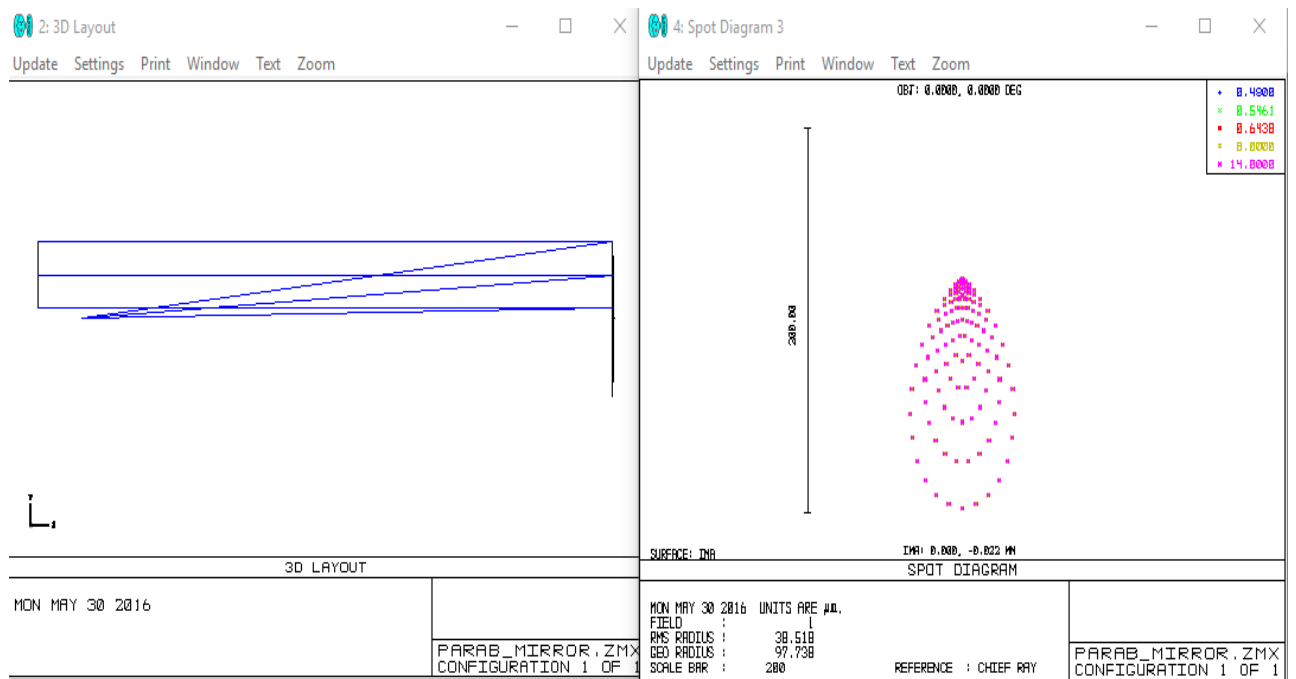 2: 3D Layout
Update Settings Print Window Text Zoom
3D LAYOUT
MON MAY 30 2016
PARAB_MIRROR.ZMX
CONFIGURATION 1 OF 1
4: Spot Diagram 3
Update Settings Print Window Text Zoom
OBJ: 0.0000, 0.0000 DEG
0.4800
0.5461
0.6438
8.0000
14.0000
200.00
SURFACE: IMA
IMA: 0.000, -0.022 MM
SPOT DIAGRAM
MON MAY 30 2016 UNITS ARE µm.
FIELD : 1
RMS RADIUS : 38.518
GEO RADIUS : 97.738
SCALE BAR : 200 REFERENCE : CHIEF RAY
PARAB_MIRROR.ZMX
CONFIGURATION 1 OF 1